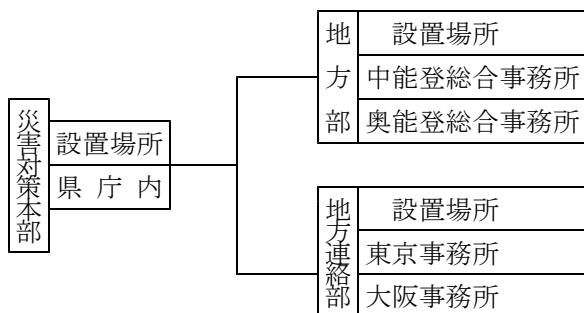 災害対策本部
設置場所
県庁内
地方部
設置場所
中能登総合事務所
奥能登総合事務所
地方連絡部
設置場所
東京事務所
大阪事務所